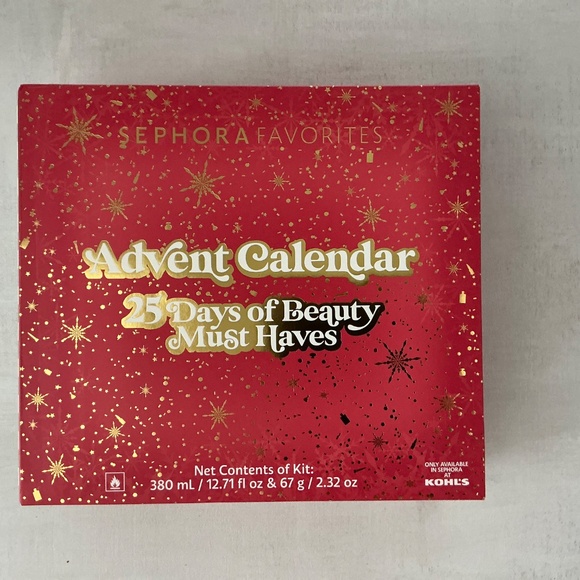 SEPHORA FAVORITES
Advent Calendar
25 Days of Beauty
Must Haves
Net Contents of Kit:
380 mL / 12.71 fl oz & 67 g / 2.32 oz
ONLY AVAILABLE
IN SEPHORA
AT
KOHL'S